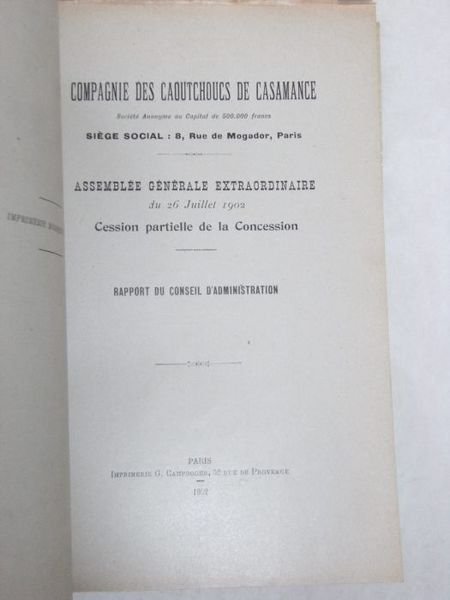 COMPAGNIE DES CAOUTCHOUCS DE CASAMANCE
Société Anonyme au Capital de 500.000 francs
SIÈGE SOCIAL : 8, Rue de Mogador, Paris
ASSEMBLÉE GÉNÉRALE EXTRAORDINAIRE
du 26 Juillet 1902
Cession partielle de la Concession
RAPPORT DU CONSEIL D'ADMINISTRATION
PARIS
IMPRIMERIE G. CAMPROGER, 52 RUE DE PROVENCE
1902
IMPRIMERIE